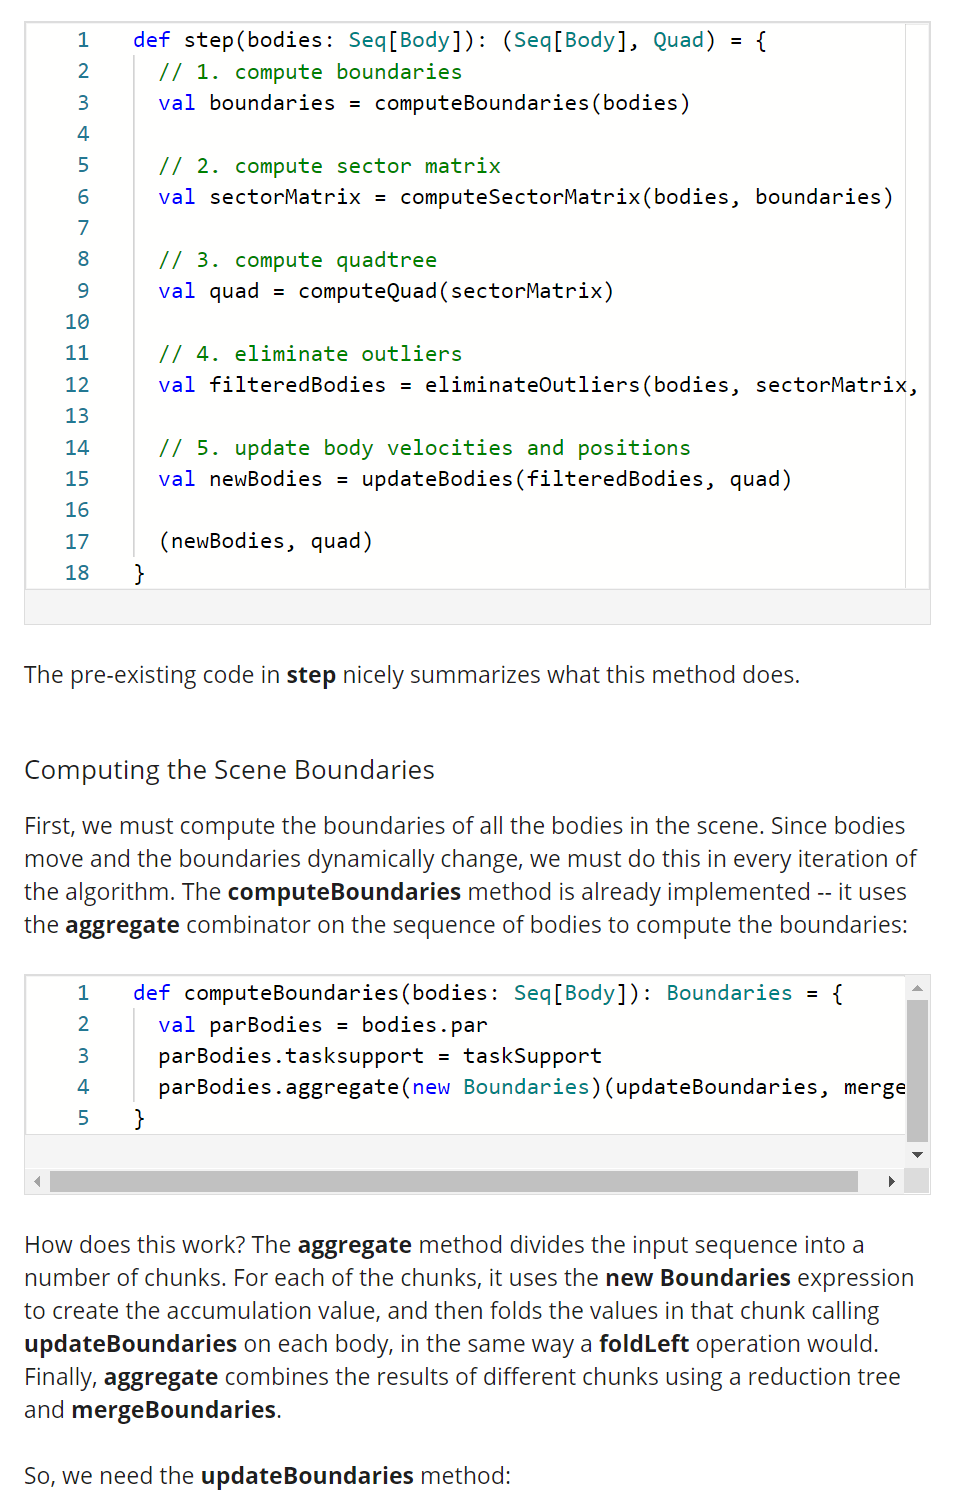 1 def step(bodies: Seq[Body]): (Seq[Body], Quad) = {
2 // 1. compute boundaries
3 val boundaries = computeBoundaries(bodies)
4
5 // 2. compute sector matrix
6 val sectorMatrix = computeSectorMatrix(bodies, boundaries)
7
8 // 3. compute quadtree
9 val quad = computeQuad(sectorMatrix)
10
11 // 4. eliminate outliers
12 val filteredBodies = eliminateOutliers(bodies, sectorMatrix,
13
14 // 5. update body velocities and positions
15 val newBodies = updateBodies(filteredBodies, quad)
16
17 (newBodies, quad)
18 }
The pre-existing code in step nicely summarizes what this method does.
Computing the Scene Boundaries
First, we must compute the boundaries of all the bodies in the scene. Since bodies
move and the boundaries dynamically change, we must do this in every iteration of
the algorithm. The computeBoundaries method is already implemented -- it uses
the aggregate combinator on the sequence of bodies to compute the boundaries:
1 def computeBoundaries(bodies: Seq[Body]): Boundaries = {
2 val parBodies = bodies.par
3 parBodies.tasksupport = taskSupport
4 parBodies.aggregate(new Boundaries)(updateBoundaries, merge
5 }
How does this work? The aggregate method divides the input sequence into a
number of chunks. For each of the chunks, it uses the new Boundaries expression
to create the accumulation value, and then folds the values in that chunk calling
updateBoundaries on each body, in the same way a foldLeft operation would.
Finally, aggregate combines the results of different chunks using a reduction tree
and mergeBoundaries.
So, we need the updateBoundaries method: